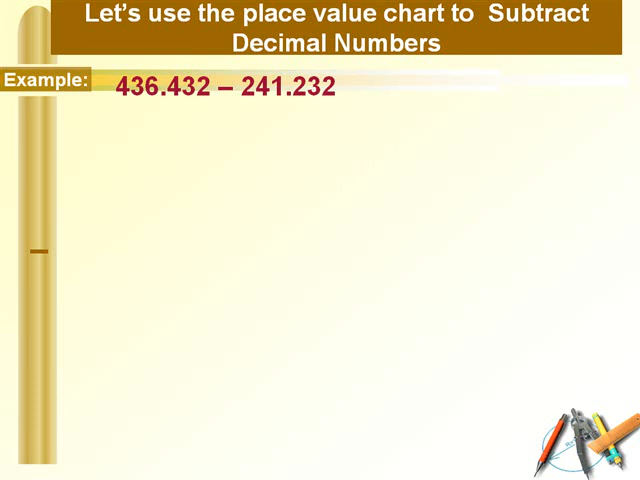 Let’s use the place value chart to  Subtract
Decimal Numbers
Example:
436.432 – 241.232
–